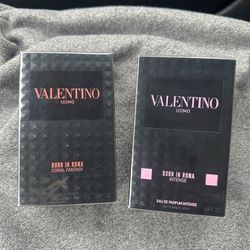 VALENTINO
UOMO
BORN IN ROMA
CORAL FANTASY
VALENTINO
UOMO
BORN IN ROMA
INTENSE
EAU DE PARFUM INTENSE